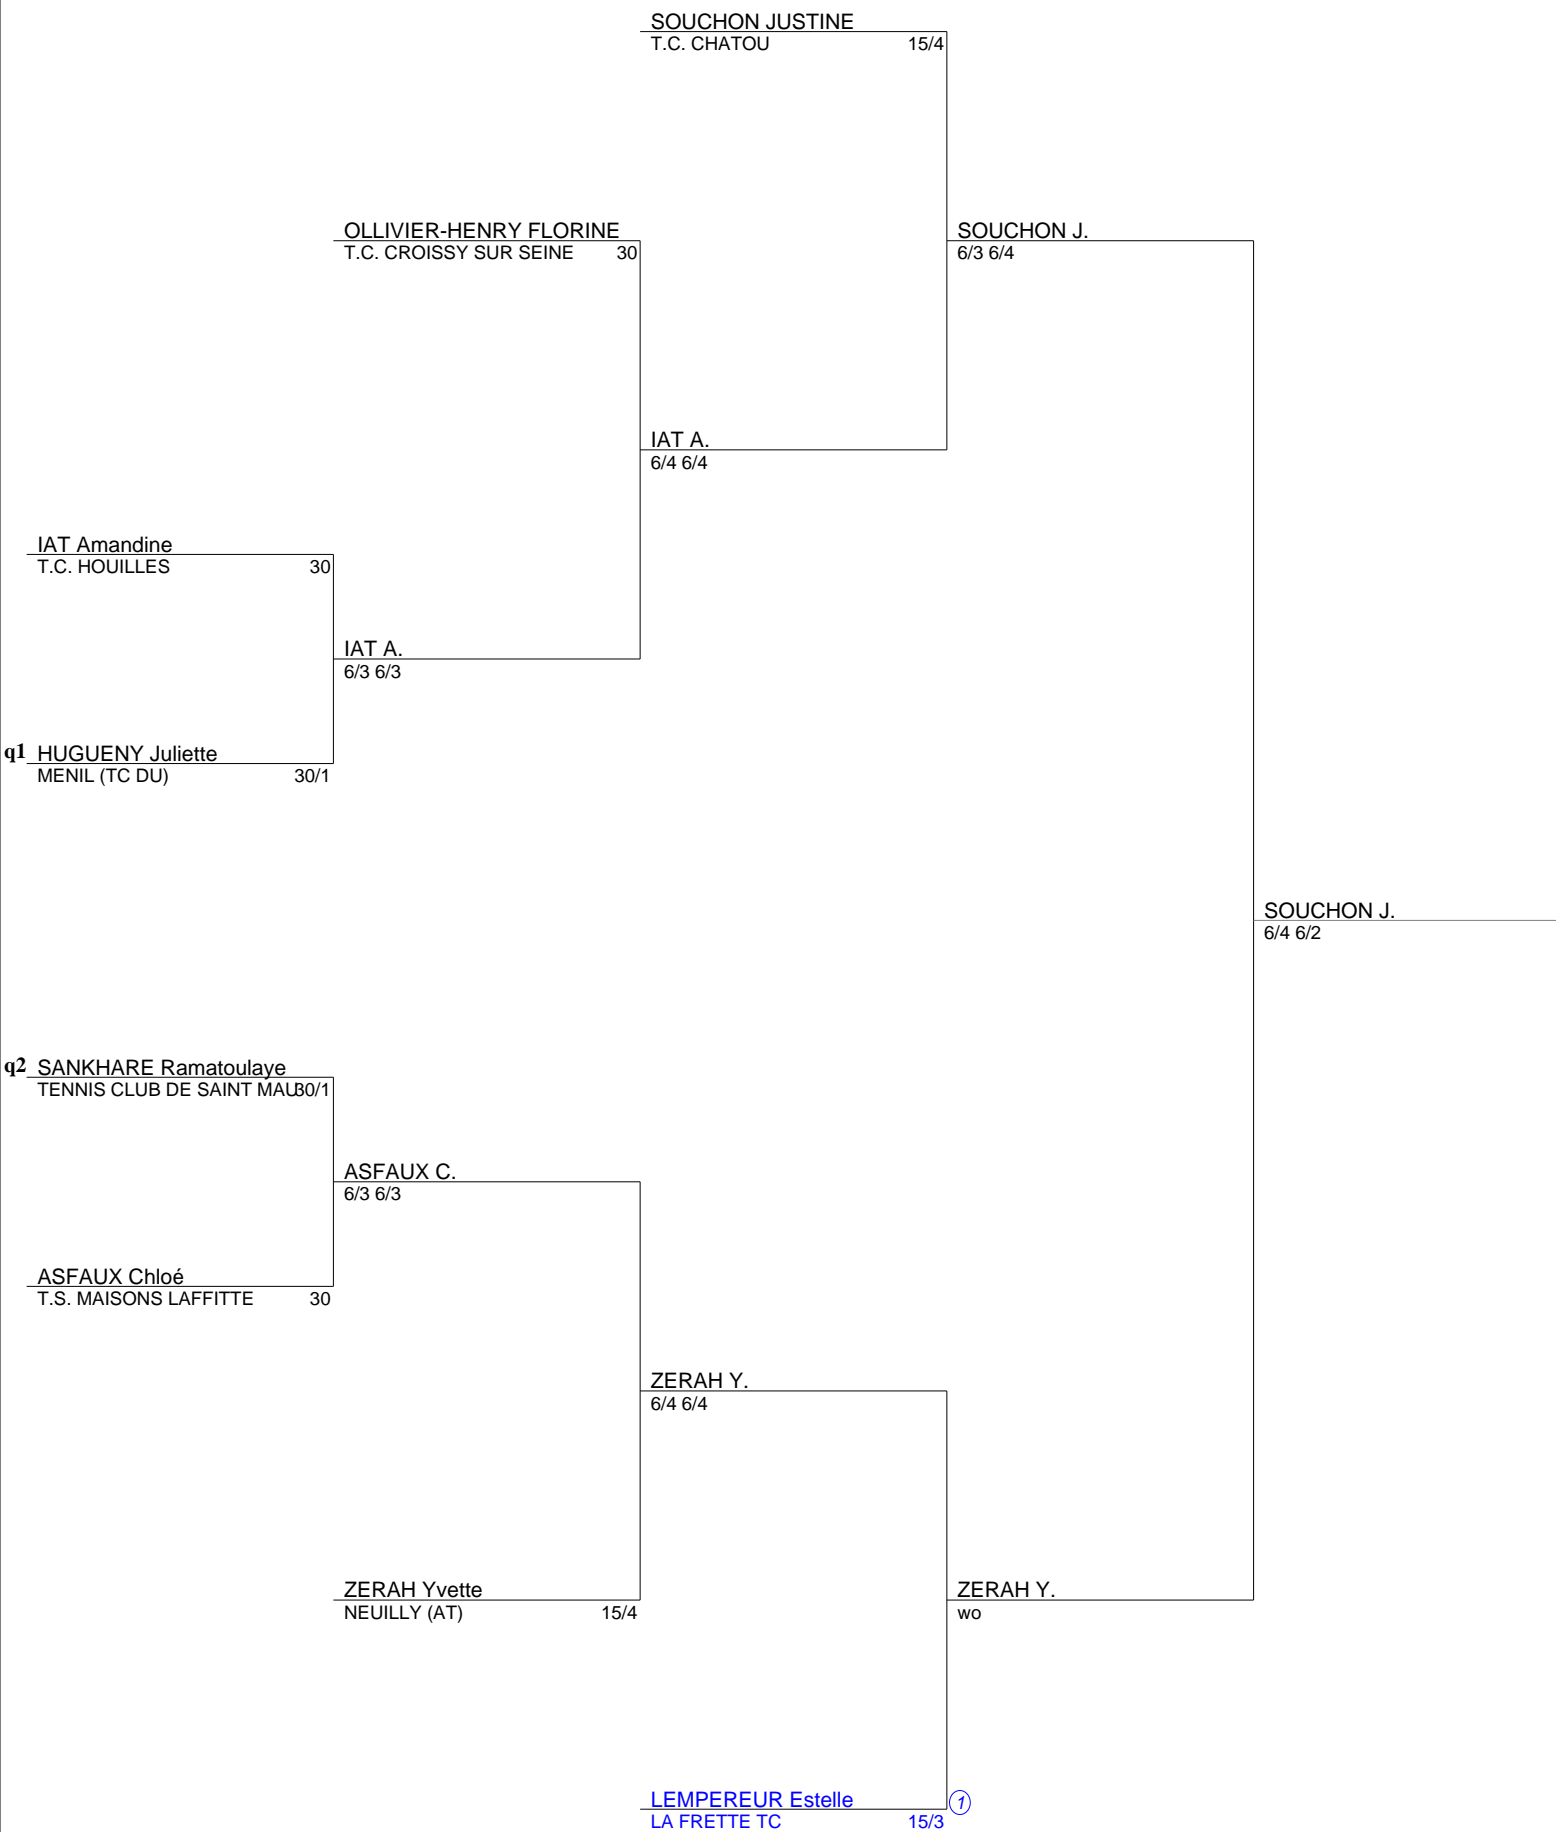 SOUCHON JUSTINE
T.C. CHATOU 15/4
OLLIVIER-HENRY FLORINE
T.C. CROISSY SUR SEINE 30
SOUCHON J.
6/3 6/4
IAT A.
6/4 6/4
IAT Amandine
T.C. HOUILLES 30
IAT A.
6/3 6/3
q1 HUGUENY Juliette
MENIL (TC DU) 30/1
SOUCHON J.
6/4 6/2
q2 SANKHARE Ramatoulaye
TENNIS CLUB DE SAINT MAU 30/1
ASFAUX C.
6/3 6/3
ASFAUX Chloé
T.S. MAISONS LAFFITTE 30
ZERAH Y.
6/4 6/4
ZERAH Yvette
NEUILLY (AT) 15/4
ZERAH Y.
wo
LEMPEREUR Estelle 1
LA FRETTE TC 15/3